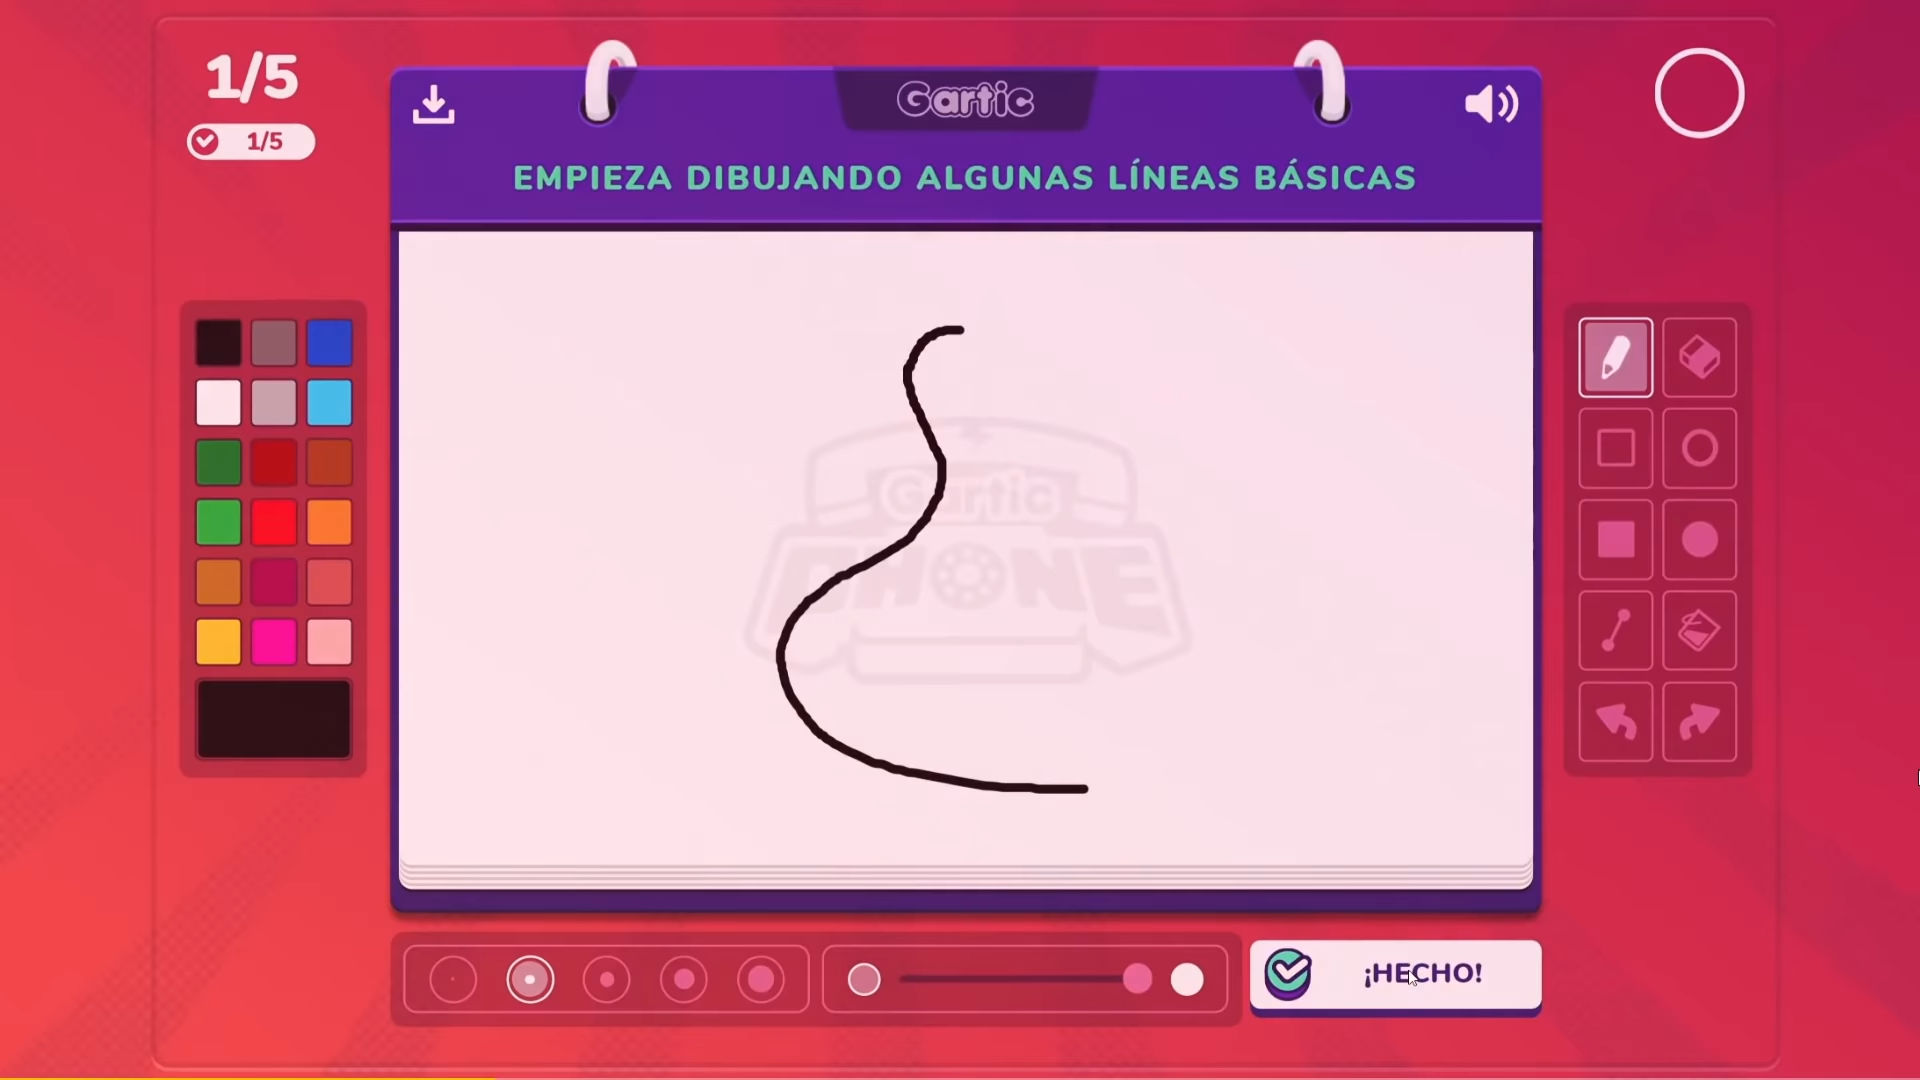 1/5
1/5
Gartic
EMPIEZA DIBUJANDO ALGUNAS LÍNEAS BÁSICAS
Gartic
PHONE
¡HECHO!